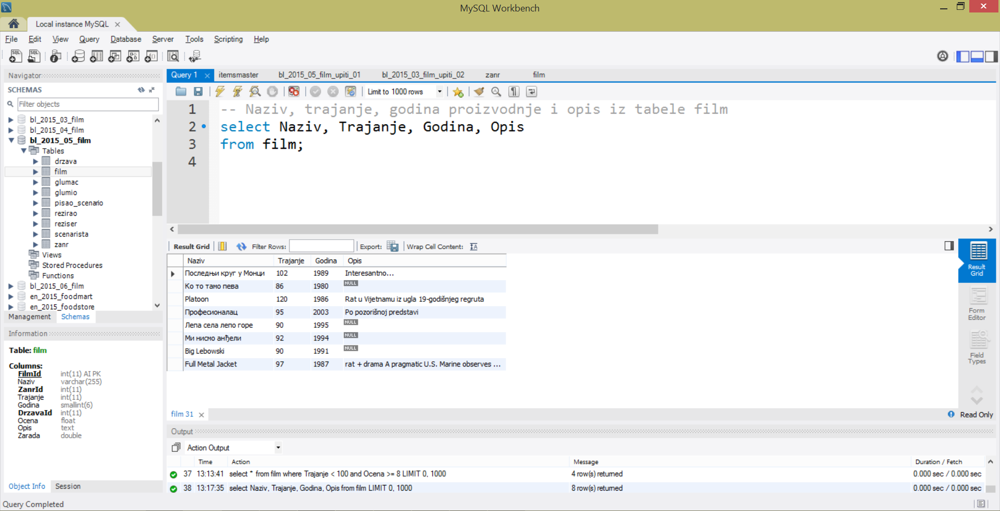 MySQL Workbench
Local instance MySQL
File Edit View Query Database Server Tools Scripting Help
Navigator
SCHEMAS
Filter objects
bl_2015_03_film
bl_2015_04_film
bl_2015_05_film
Tables
drzava
film
glumac
glumio
pisao_scenario
rezirao
reziser
scenarista
zanr
Views
Stored Procedures
Functions
bl_2015_06_film
en_2015_foodmart
en_2015_foodstore
Management Schemas
Information
Table: film
Columns:
FilmId int(11) AI PK
Naziv varchar(255)
ZanrId int(11)
Trajanje int(11)
Godina smallint(6)
DrzavaId int(11)
Ocena float
Opis text
Zarada double
Object Info Session
Query 1 itemsmaster bl_2015_05_film_upiti_01 bl_2015_03_film_upiti_02 zanr film
Limit to 1000 rows
1 -- Naziv, trajanje, godina proizvodnje i opis iz tabele film
2 select Naziv, Trajanje, Godina, Opis
3 from film;
4
Result Grid Filter Rows: Export: Wrap Cell Content:
Naziv Trajanje Godina Opis
Последњи круг у Монци 102 1989 Interesantno...
Ко то тамо пева 86 1980 NULL
Platoon 120 1986 Rat u Vijetnamu iz ugla 19-godišnjeg regruta
Професионалац 95 2003 Po pozorišnoj predstavi
Лепа села лепо горе 90 1995 NULL
Ми нисмо анђели 92 1994 NULL
Big Lebowski 90 1991 NULL
Full Metal Jacket 97 1987 rat + drama A pragmatic U.S. Marine observes ...
Result Grid
Form Editor
Field Types
film 31
Read Only
Output
Action Output
Time Action Message Duration / Fetch
37 13:13:41 select * from film where Trajanje < 100 and Ocena >= 8 LIMIT 0, 1000 4 row(s) returned 0.000 sec / 0.000 sec
38 13:17:35 select Naziv, Trajanje, Godina, Opis from film LIMIT 0, 1000 8 row(s) returned 0.000 sec / 0.000 sec
Query Completed